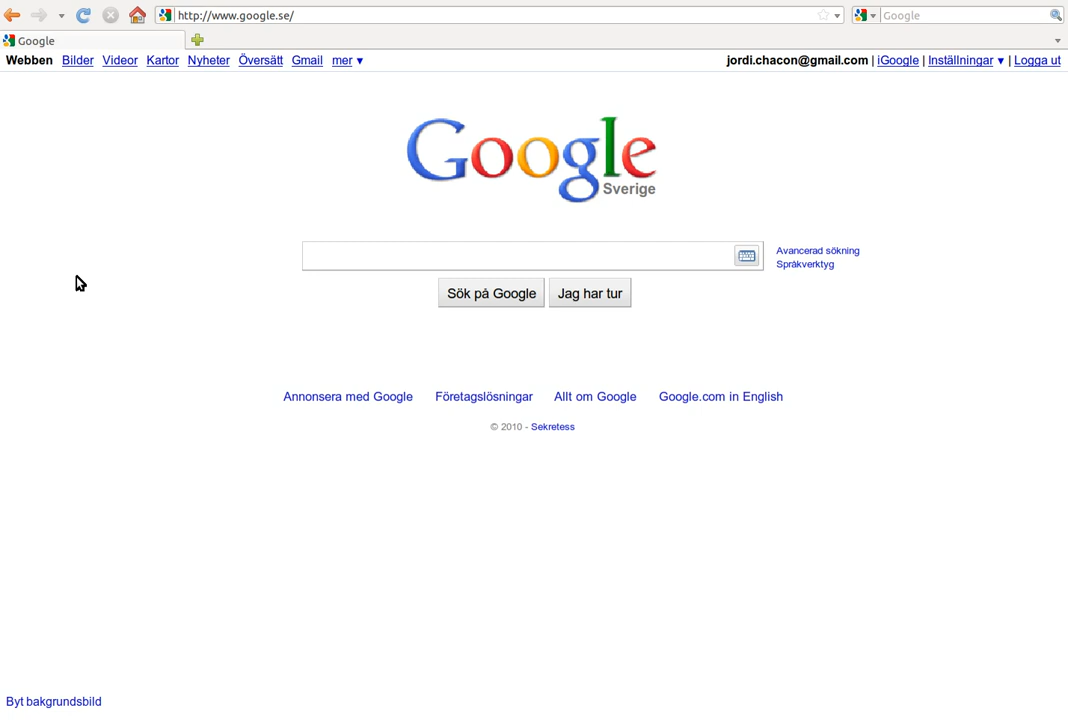 http://www.google.se/
Google
Google
Webben Bilder Videor Kartor Nyheter Översätt Gmail mer ▼
jordi.chacon@gmail.com | iGoogle | Inställningar ▼ | Logga ut
Google
Sverige
Avancerad sökning
Språkverktyg
Sök på Google Jag har tur
Annonsera med Google Företagslösningar Allt om Google Google.com in English
© 2010 - Sekretess
Byt bakgrundsbild